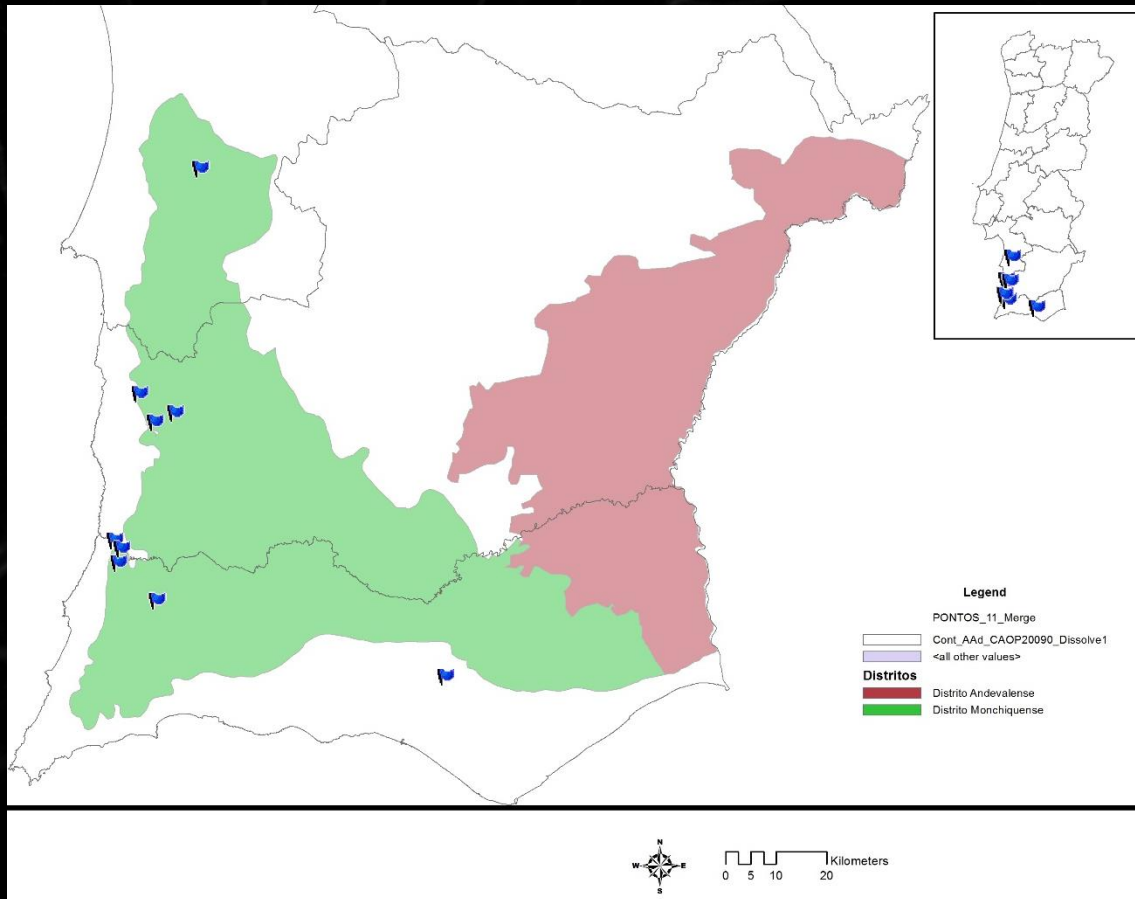 Legend
PONTOS_11_Merge
Cont_AAd_CAOP20090_Dissolve1
<all other values>
Distritos
Distrito Andevalense
Distrito Monchiquense
N
W E
S
Kilometers
0 5 10 20